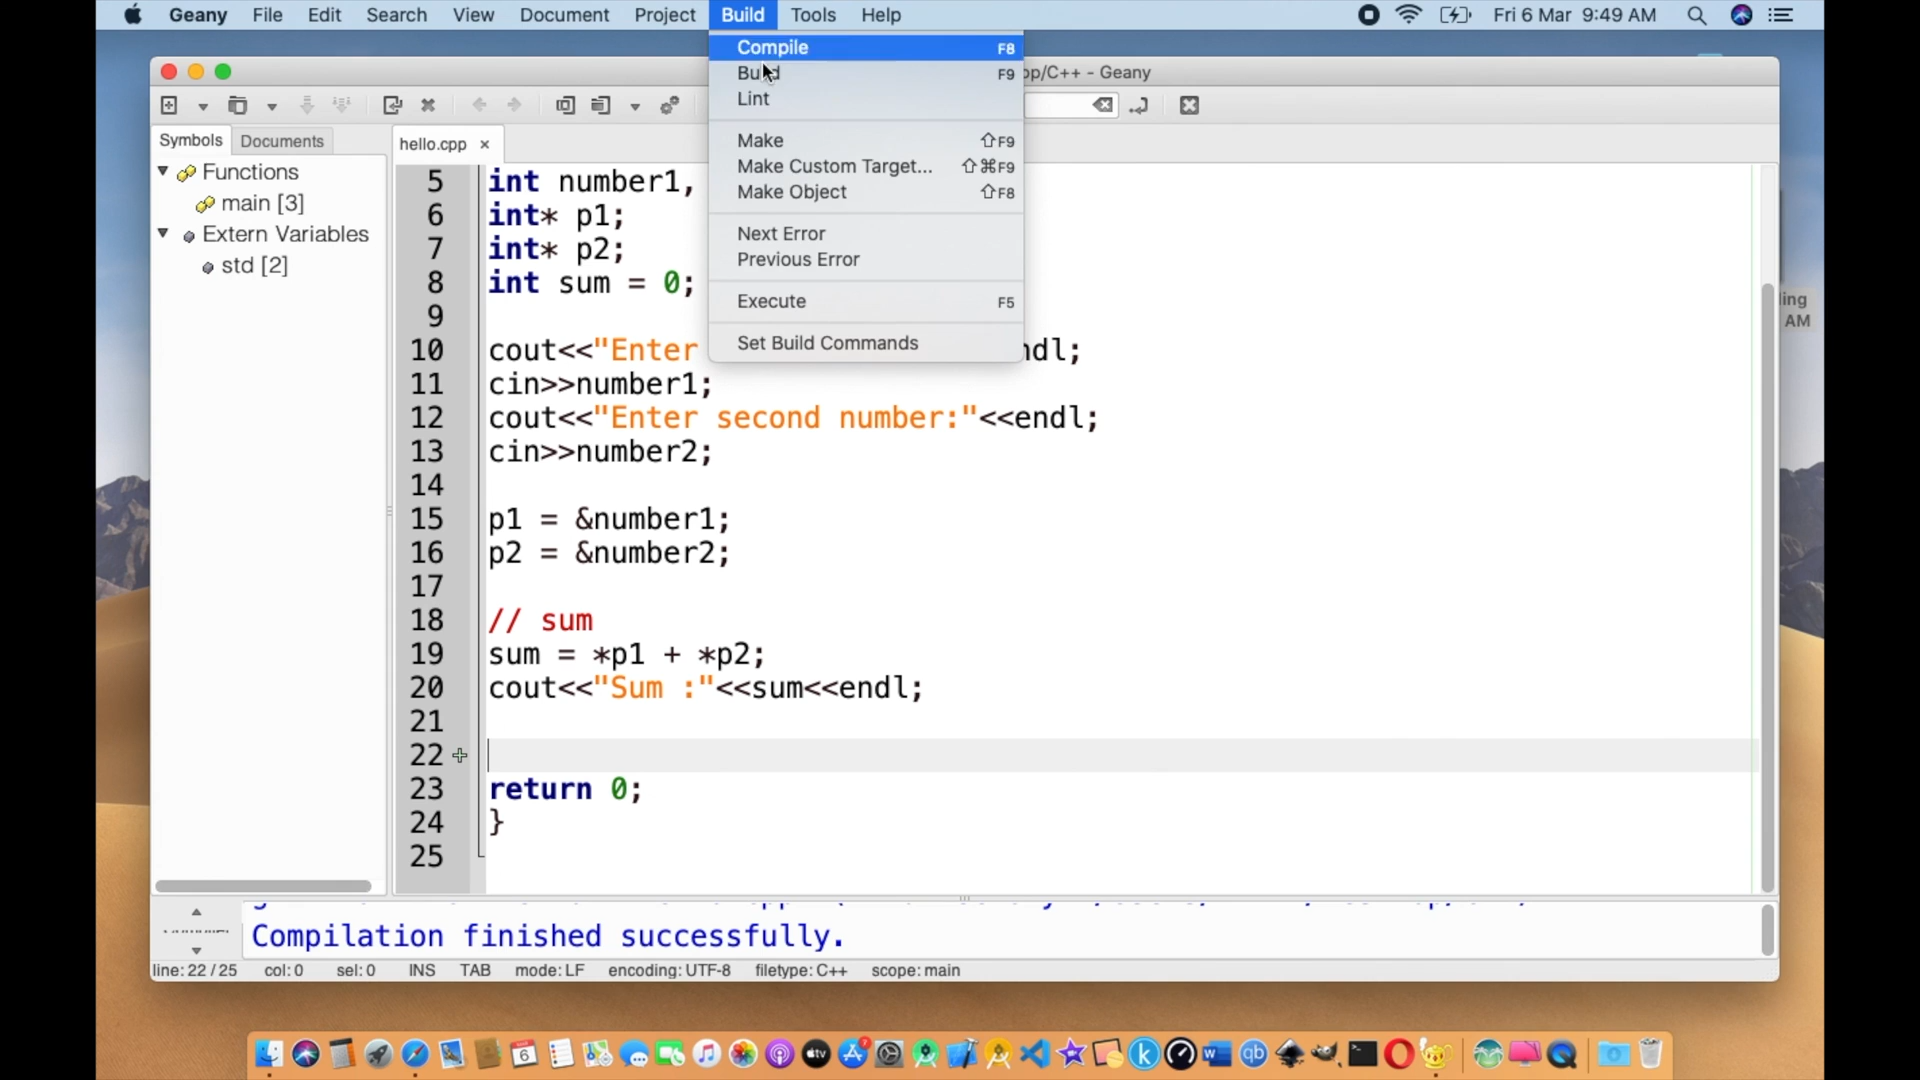 Geany File Edit Search View Document Project Build Tools Help Fri 6 Mar 9:49 AM
Compile F8
Build F9
Lint
Make ⇧F9
Make Custom Target... ⇧⌘F9
Make Object ⇧F8
Next Error
Previous Error
Execute F5
Set Build Commands
pp/C++ - Geany
Symbols Documents
Functions
main [3]
Extern Variables
std [2]
hello.cpp
5 int number1,
6 int* p1;
7 int* p2;
8 int sum = 0;
9
10 cout<<"Enter ndl;
11 cin>>number1;
12 cout<<"Enter second number:"<<endl;
13 cin>>number2;
14
15 p1 = &number1;
16 p2 = &number2;
17
18 // sum
19 sum = *p1 + *p2;
20 cout<<"Sum :"<<sum<<endl;
21
22
23 return 0;
24 }
25
ding
AM
Compilation finished successfully.
line: 22 / 25 col: 0 sel: 0 INS TAB mode: LF encoding: UTF-8 filetype: C++ scope: main
6
tv
7
k
W
qb